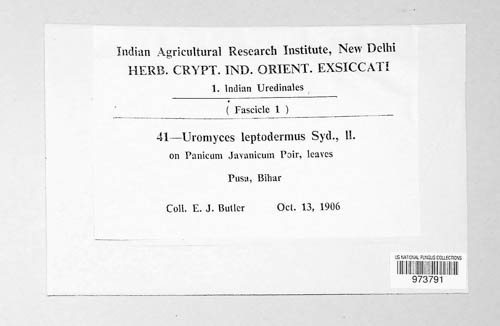 Indian Agricultural Research Institute, New Delhi
HERB. CRYPT. IND. ORIENT. EXSICCATI
1. Indian Uredinales
( Fascicle 1 )
41—Uromyces leptodermus Syd., II.
on Panicum Javanicum Poir, leaves
Pusa, Bihar
Coll. E. J. Butler Oct. 13, 1906
US NATIONAL FUNGUS COLLECTIONS
973791